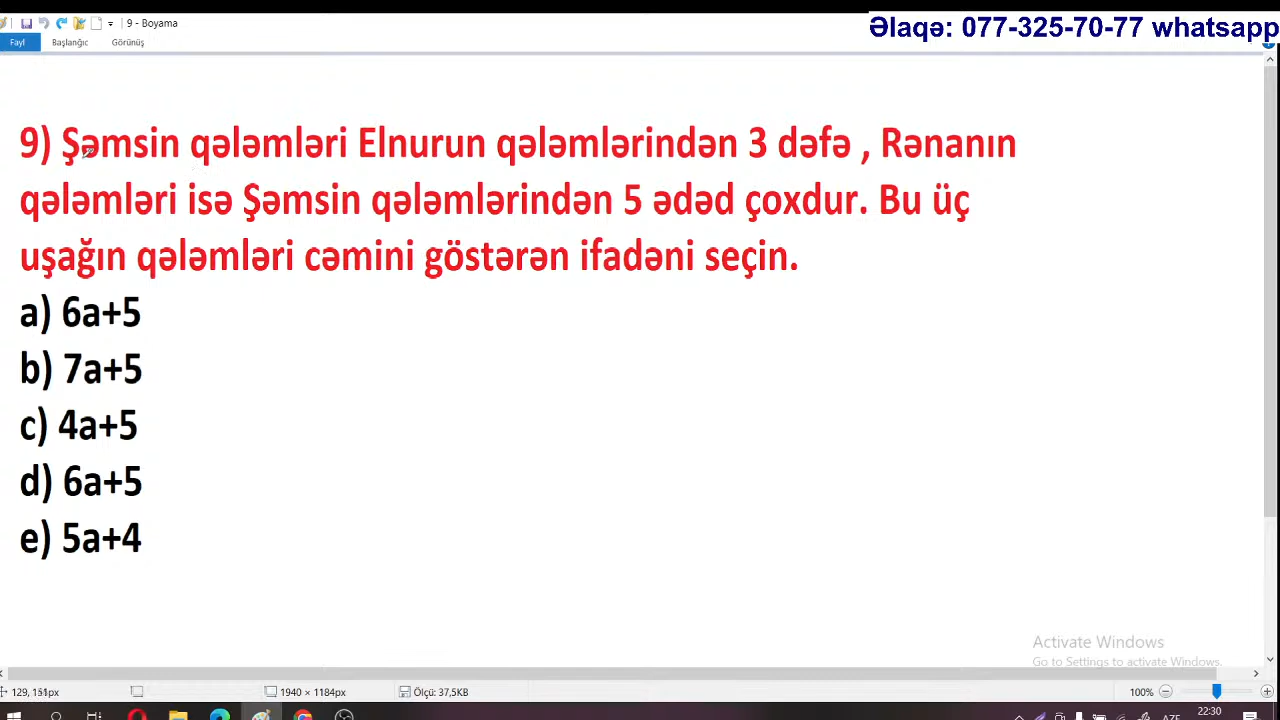 9 - Boyama
Əlaqə: 077-325-70-77 whatsapp
Fayl Başlanğıc Görünüş
9) Şəmsin qələmləri Elnurun qələmlərindən 3 dəfə , Rənanın
qələmləri isə Şəmsin qələmlərindən 5 ədəd çoxdur. Bu üç
uşağın qələmləri cəmini göstərən ifadəni seçin.
a) 6a+5
b) 7a+5
c) 4a+5
d) 6a+5
e) 5a+4
Activate Windows
Go to Settings to activate Windows.
129, 151px 1940 × 1184px Ölçü: 37,5KB 100%
AZE 22:30